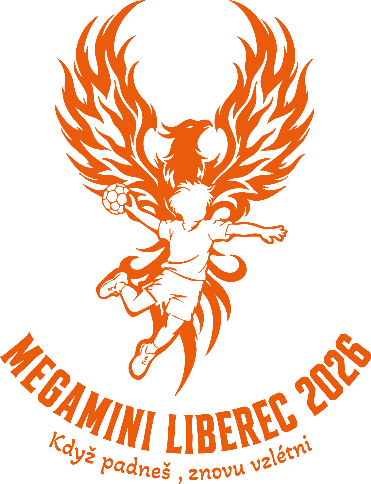 MEGAMINI LIBEREC 2026
Když padneš , znovu vzlétni